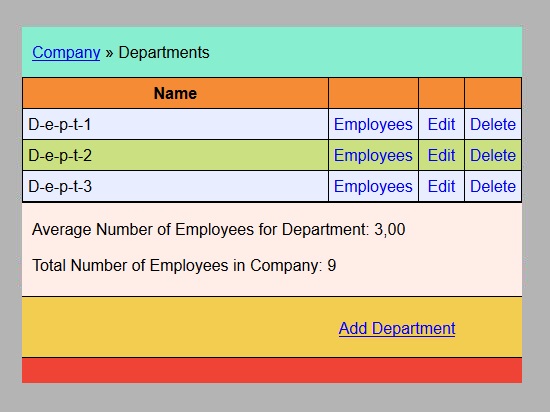 Company » Departments
Name
D-e-p-t-1 Employees Edit Delete
D-e-p-t-2 Employees Edit Delete
D-e-p-t-3 Employees Edit Delete
Average Number of Employees for Department: 3,00
Total Number of Employees in Company: 9
Add Department